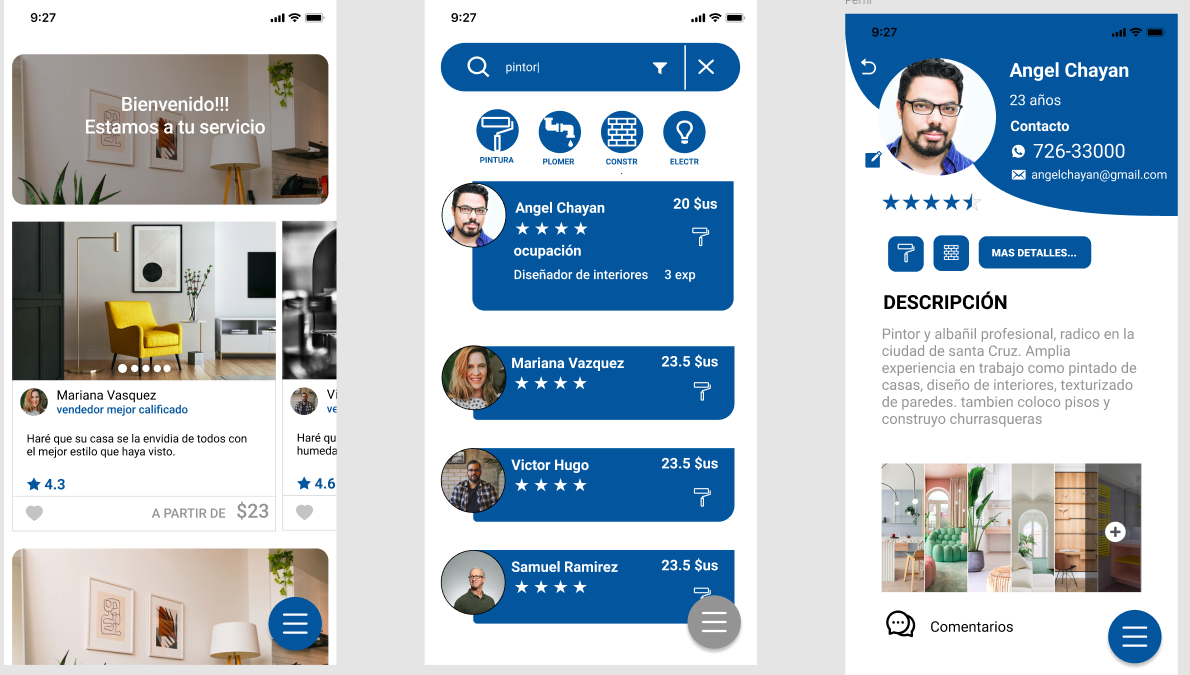 9:27
Bienvenido!!!
Estamos a tu servicio
Mariana Vasquez
vendedor mejor calificado
Haré que su casa se la envidia de todos con
el mejor estilo que haya visto.
4.3
A PARTIR DE $23
Vi
ve
Haré qu
humeda
4.6
9:27
pintor|
PINTURA
PLOMER
CONSTR
ELECTR
.
Angel Chayan
20 $us
ocupación
Diseñador de interiores 3 exp
Mariana Vazquez
23.5 $us
Victor Hugo
23.5 $us
Samuel Ramirez
23.5 $us
Perfil
9:27
Angel Chayan
23 años
Contacto
726-33000
angelchayan@gmail.com
MAS DETALLES...
DESCRIPCIÓN
Pintor y albañil profesional, radico en la
ciudad de santa Cruz. Amplia
experiencia en trabajo como pintado de
casas, diseño de interiores, texturizado
de paredes. tambien coloco pisos y
construyo churrasqueras
Comentarios